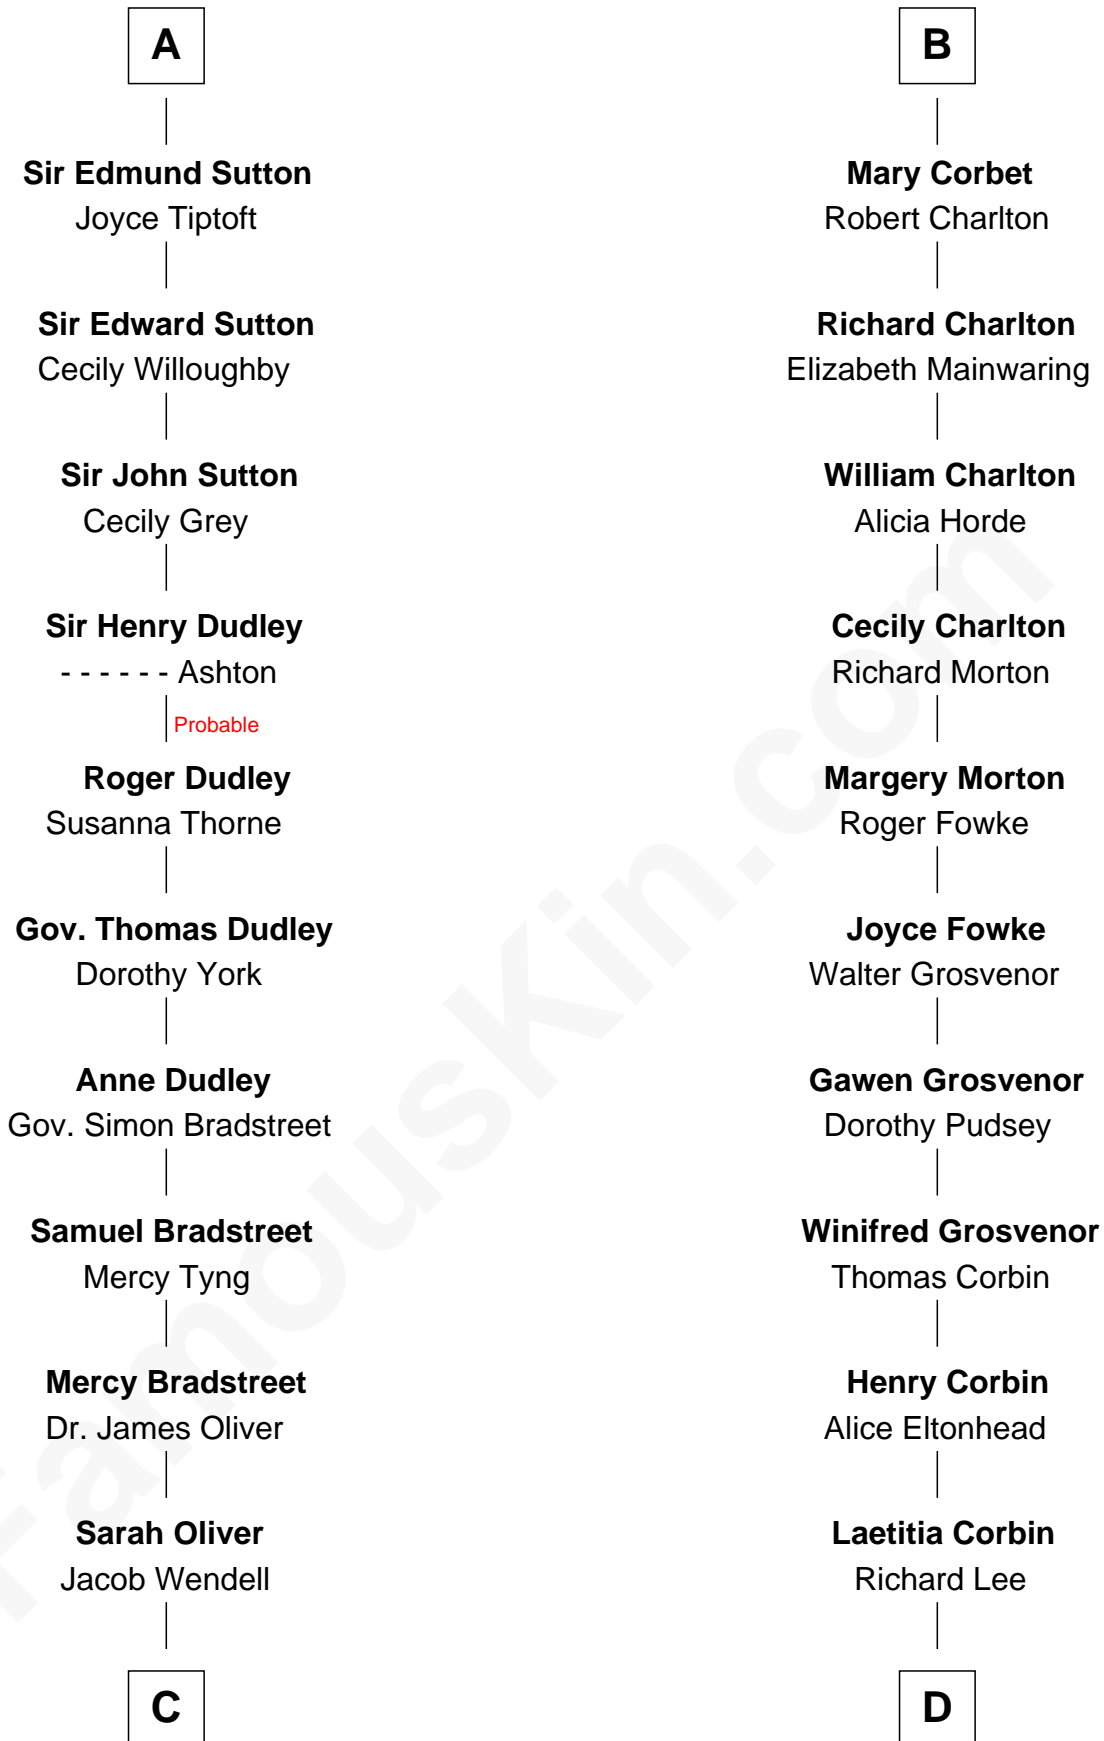 A
Sir Edmund Sutton
Joyce Tiptoft
Sir Edward Sutton
Cecily Willoughby
Sir John Sutton
Cecily Grey
Sir Henry Dudley
- - - - - - Ashton
Probable
Roger Dudley
Susanna Thorne
Gov. Thomas Dudley
Dorothy York
Anne Dudley
Gov. Simon Bradstreet
Samuel Bradstreet
Mercy Tyng
Mercy Bradstreet
Dr. James Oliver
Sarah Oliver
Jacob Wendell
C
B
Mary Corbet
Robert Charlton
Richard Charlton
Elizabeth Mainwaring
William Charlton
Alicia Horde
Cecily Charlton
Richard Morton
Margery Morton
Roger Fowke
Joyce Fowke
Walter Grosvenor
Gawen Grosvenor
Dorothy Pudsey
Winifred Grosvenor
Thomas Corbin
Henry Corbin
Alice Eltonhead
Laetitia Corbin
Richard Lee
D
FamousKin.com